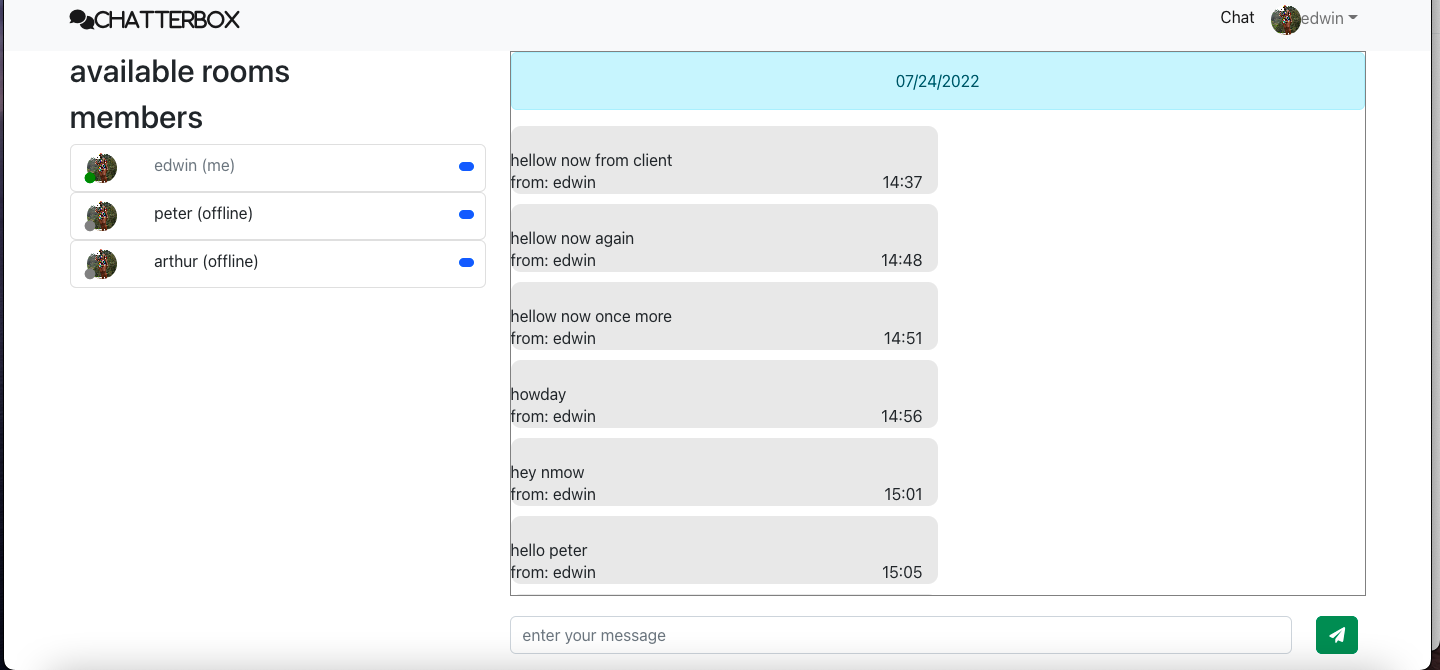 CHATTERBOX
Chat
edwin
available rooms
members
edwin (me)
peter (offline)
arthur (offline)
07/24/2022
hellow now from client
from: edwin 14:37
hellow now again
from: edwin 14:48
hellow now once more
from: edwin 14:51
howday
from: edwin 14:56
hey nmow
from: edwin 15:01
hello peter
from: edwin 15:05
enter your message